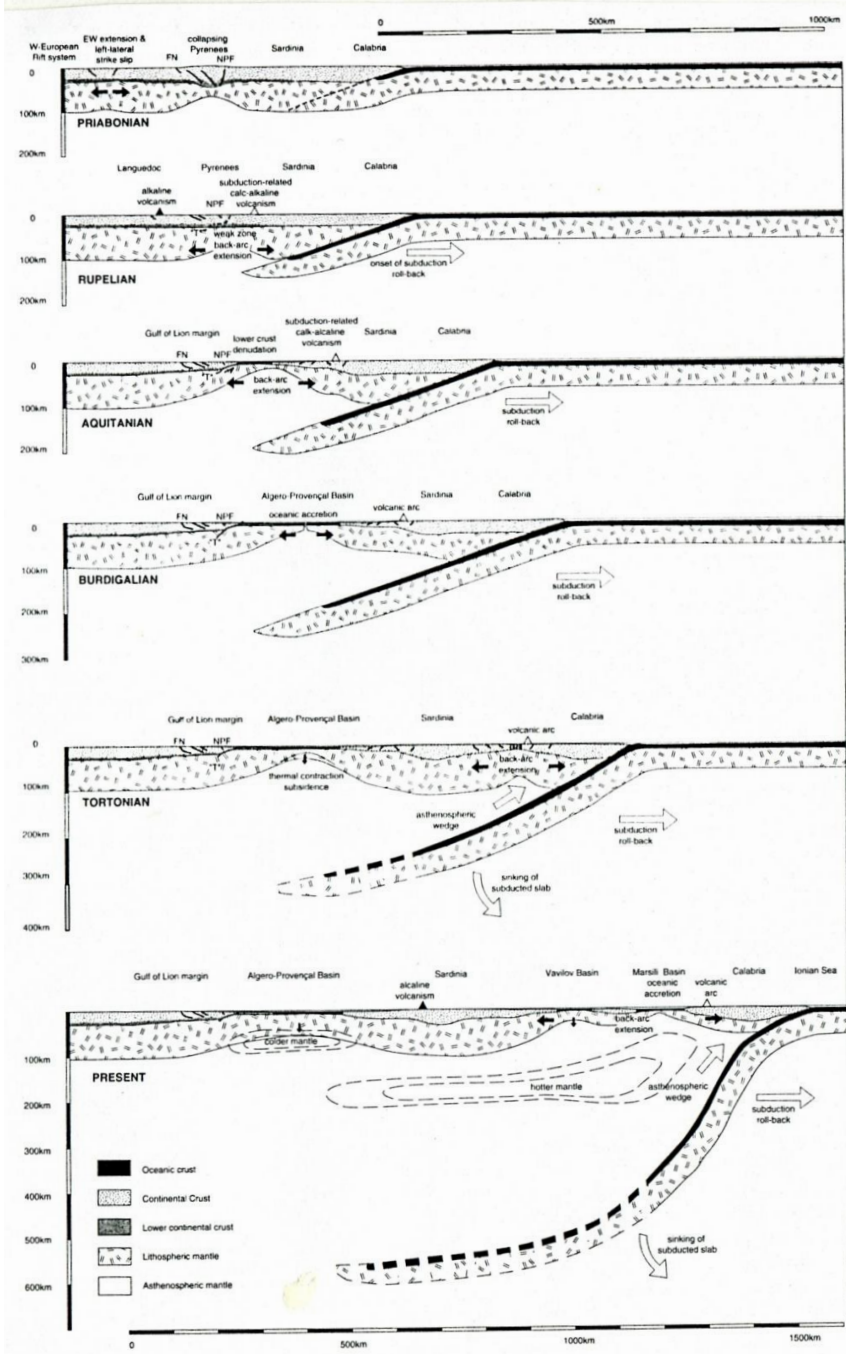 0 500km 1000km
W-European
Rift system
EW extension &
left-lateral
strike slip
FN
collapsing
Pyrenees
NPF
Sardinia
Calabria
0
100km
200km
PRIABONIAN
Languedoc
Pyrenees
Sardinia
Calabria
alkaline
volcanism
NPF
subduction-related
calc-alkaline
volcanism
0
100km
200km
"T"
weak zone
back-arc
extension
onset of subduction
roll-back
RUPELIAN
Gulf of Lion margin
FN
NPF
lower crust
denudation
subduction-related
calk-alcaline
volcanism
Sardinia
Calabria
0
100km
200km
"T"
back-arc
extension
subduction
roll-back
AQUITANIAN
Gulf of Lion margin
Algero-Provençal Basin
Sardinia
Calabria
FN
NPF
oceanic accretion
volcanic arc
0
100km
200km
300km
"T"
subduction
roll-back
BURDIGALIAN
Gulf of Lion margin
Algero-Provençal Basin
Sardinia
Calabria
FN
NPF
volcanic arc
0
100km
200km
300km
400km
"T"
thermal contraction
subsidence
back-arc
extension
TORTONIAN
asthenospheric
wedge
subduction
roll-back
sinking of
subducted slab
Gulf of Lion margin
Algero-Provençal Basin
Sardinia
Vavilov Basin
Marsili Basin
oceanic
accretion
Calabria
Ionian Sea
alcaline
volcanism
volcanic
arc
0
100km
200km
300km
400km
500km
600km
colder mantle
back-arc
extension
PRESENT
hotter mantle
asthenospheric
wedge
subduction
roll-back
sinking of
subducted slab
Oceanic crust
Continental Crust
Lower continental crust
Lithospheric mantle
Asthenospheric mantle
0 500km 1000km 1500km